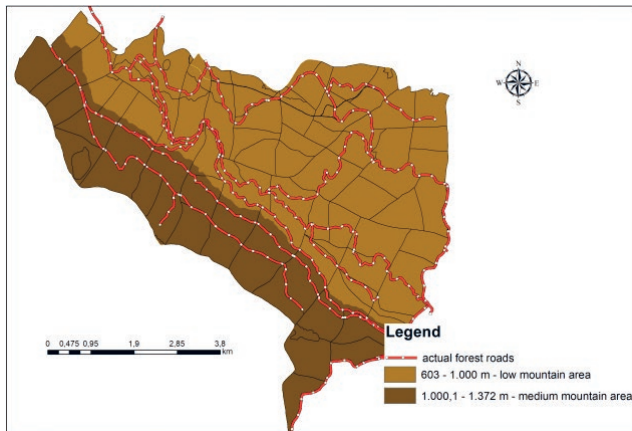 N
W E
S
0 0,475 0,95 1,9 2,85 3,8
km
Legend
actual forest roads
603 - 1.000 m - low mountain area
1.000,1 - 1.372 m - medium mountain area